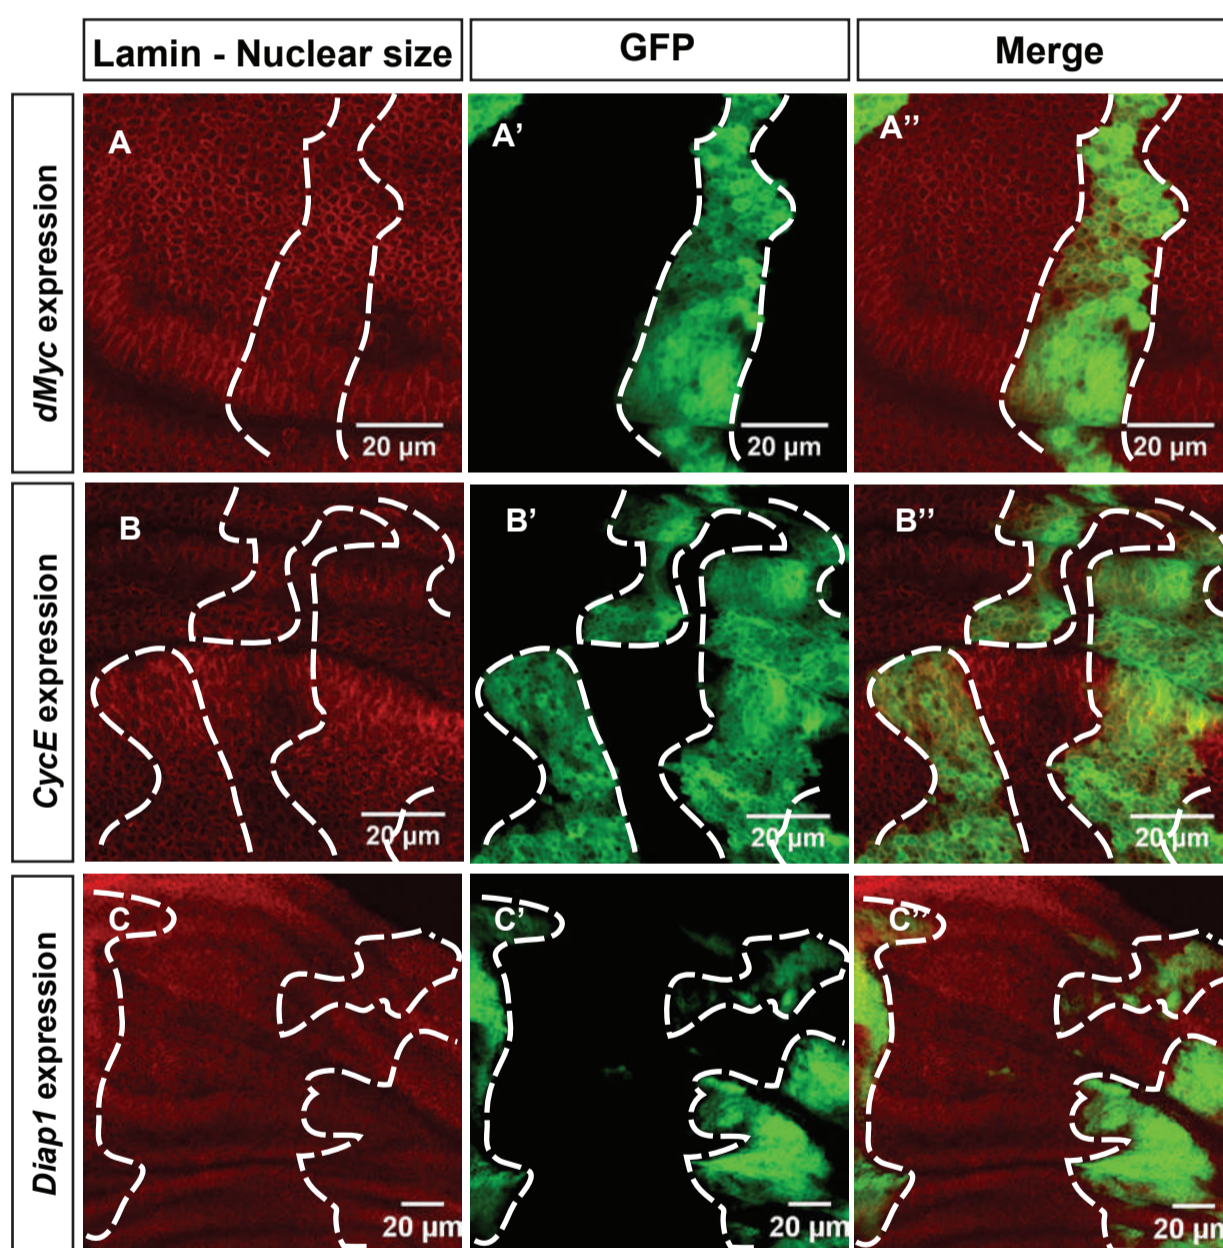 Lamin - Nuclear size
GFP
Merge
dMyc expression
A
A’
A’’
20 µm
20 µm
20 µm
CycE expression
B
B’
B’’
20 µm
20 µm
20 µm
Diap1 expression
C
C’
C’’
20 µm
20 µm
20 µm